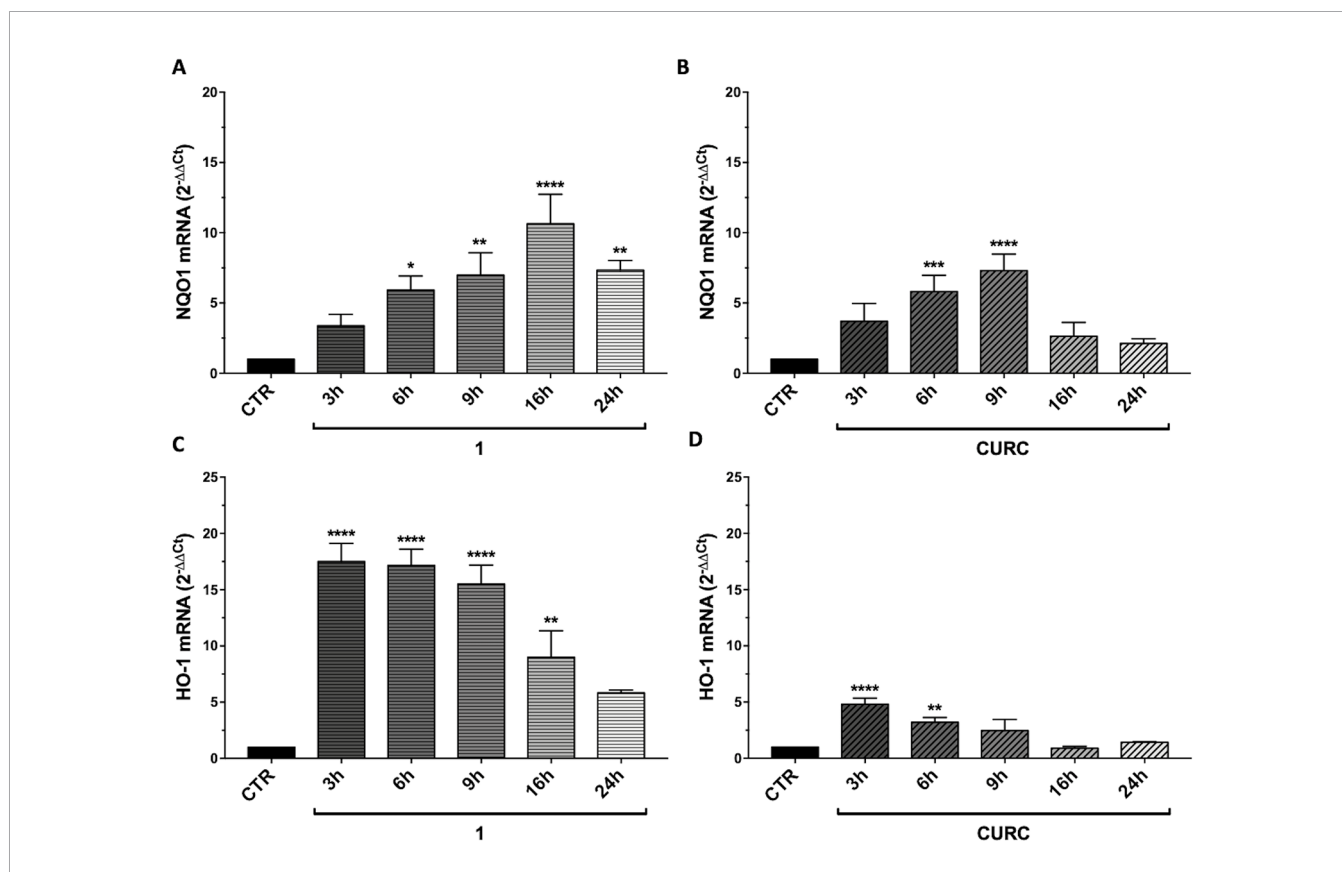 A
NQO1 mRNA (2^-ΔΔCt)
20
15
10
5
0
* ** **** **
CTR 3h 6h 9h 16h 24h
1
B
NQO1 mRNA (2^-ΔΔCt)
20
15
10
5
0
*** ****
CTR 3h 6h 9h 16h 24h
CURC
C
HO-1 mRNA (2^-ΔΔCt)
25
20
15
10
5
0
**** **** **** **
CTR 3h 6h 9h 16h 24h
1
D
HO-1 mRNA (2^-ΔΔCt)
25
20
15
10
5
0
**** **
CTR 3h 6h 9h 16h 24h
CURC